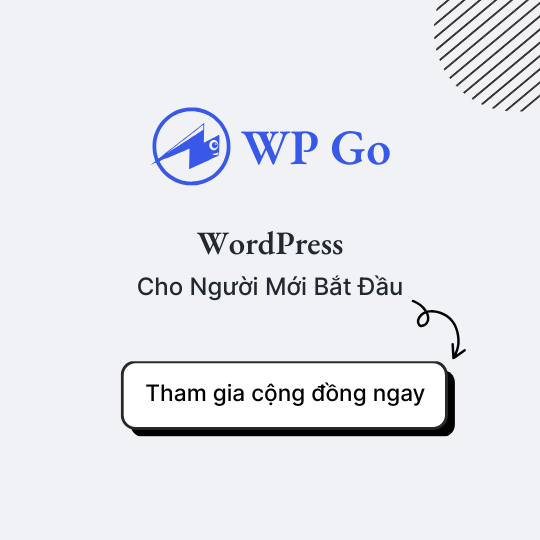 WP Go
WordPress
Cho Người Mới Bắt Đầu
Tham gia cộng đồng ngay